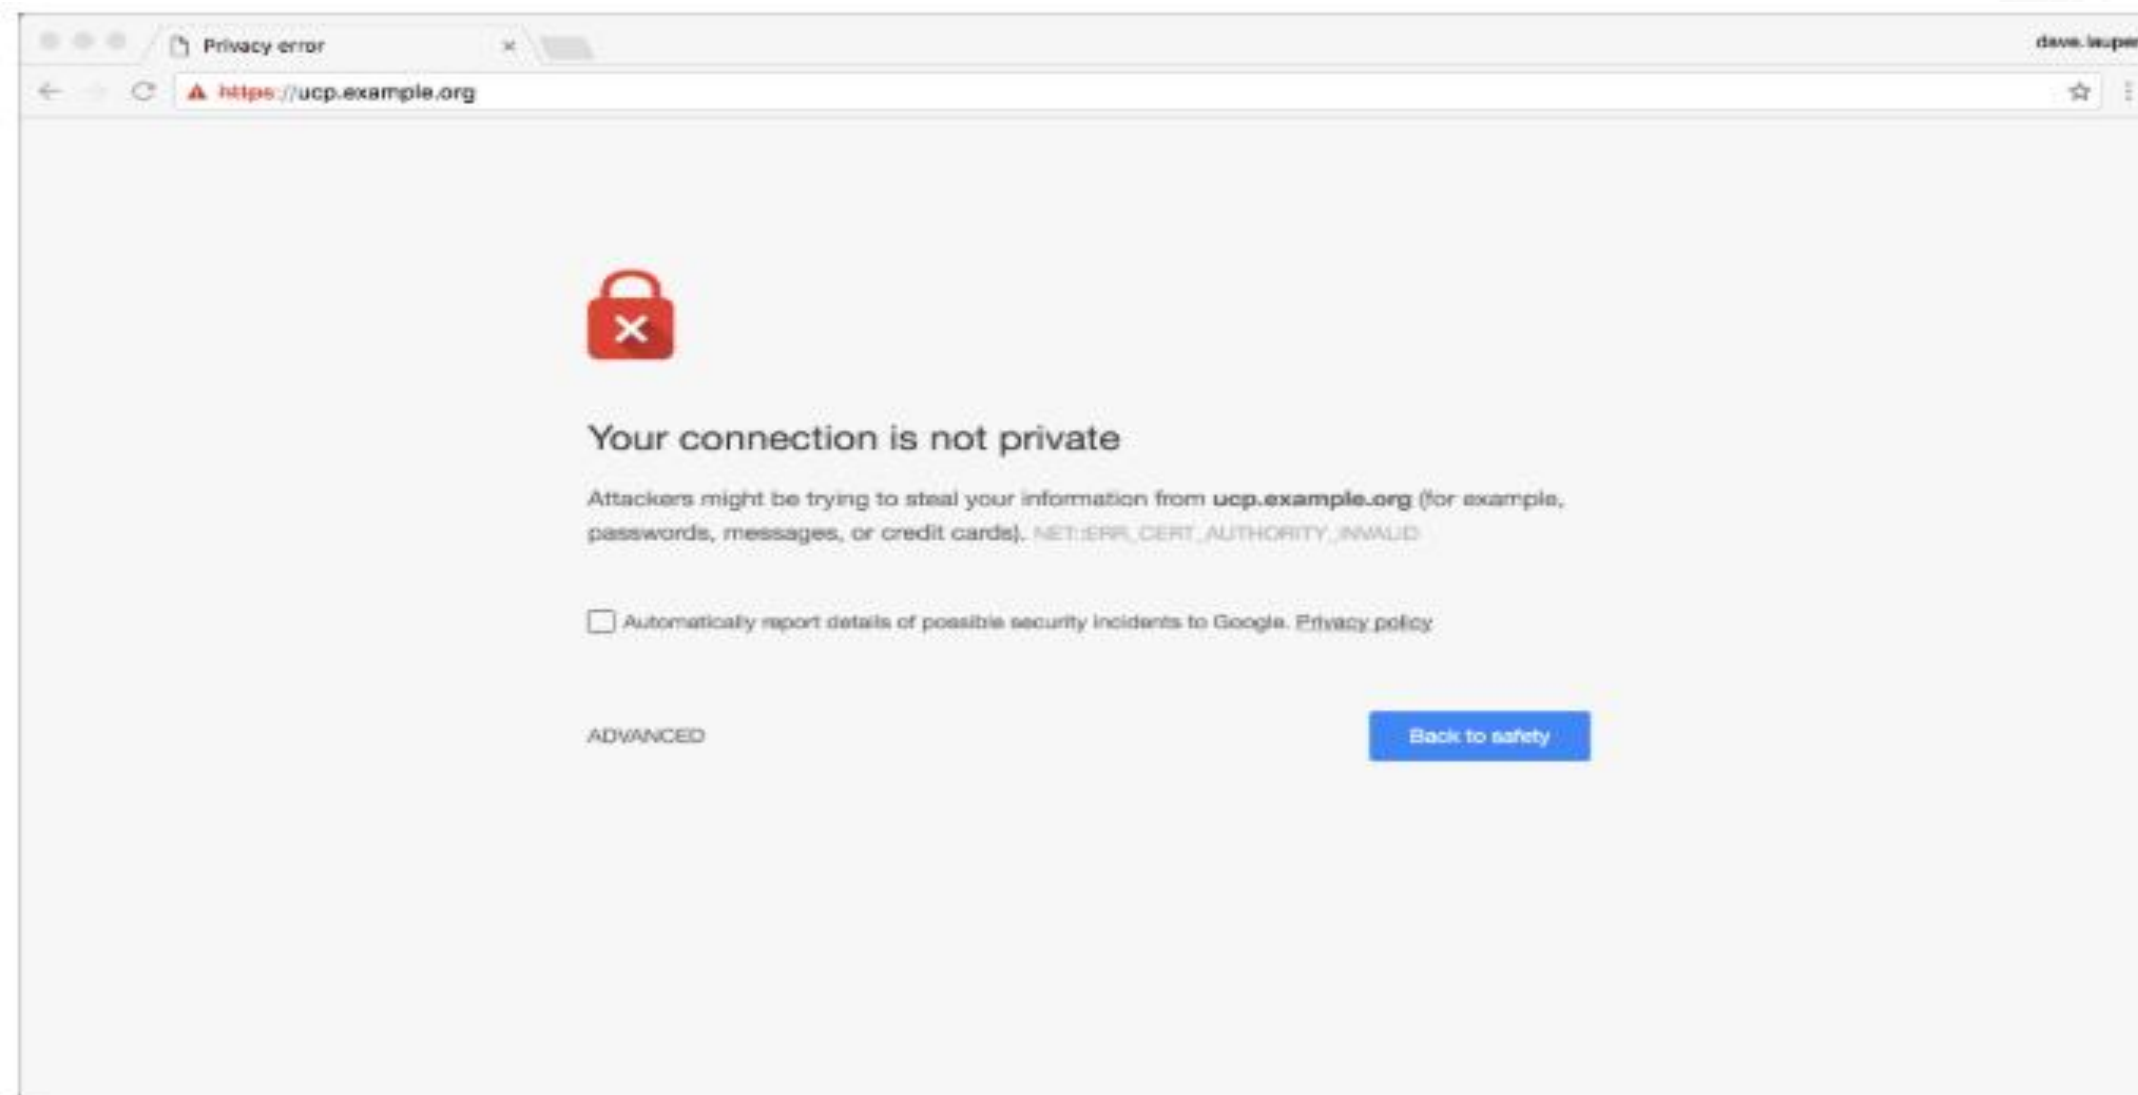 Privacy error
https://ucp.example.org
Your connection is not private
Attackers might be trying to steal your information from ucp.example.org (for example,
passwords, messages, or credit cards). NET::ERR_CERT_AUTHORITY_INVALID
Automatically report details of possible security incidents to Google. Privacy policy
ADVANCED
Back to safety